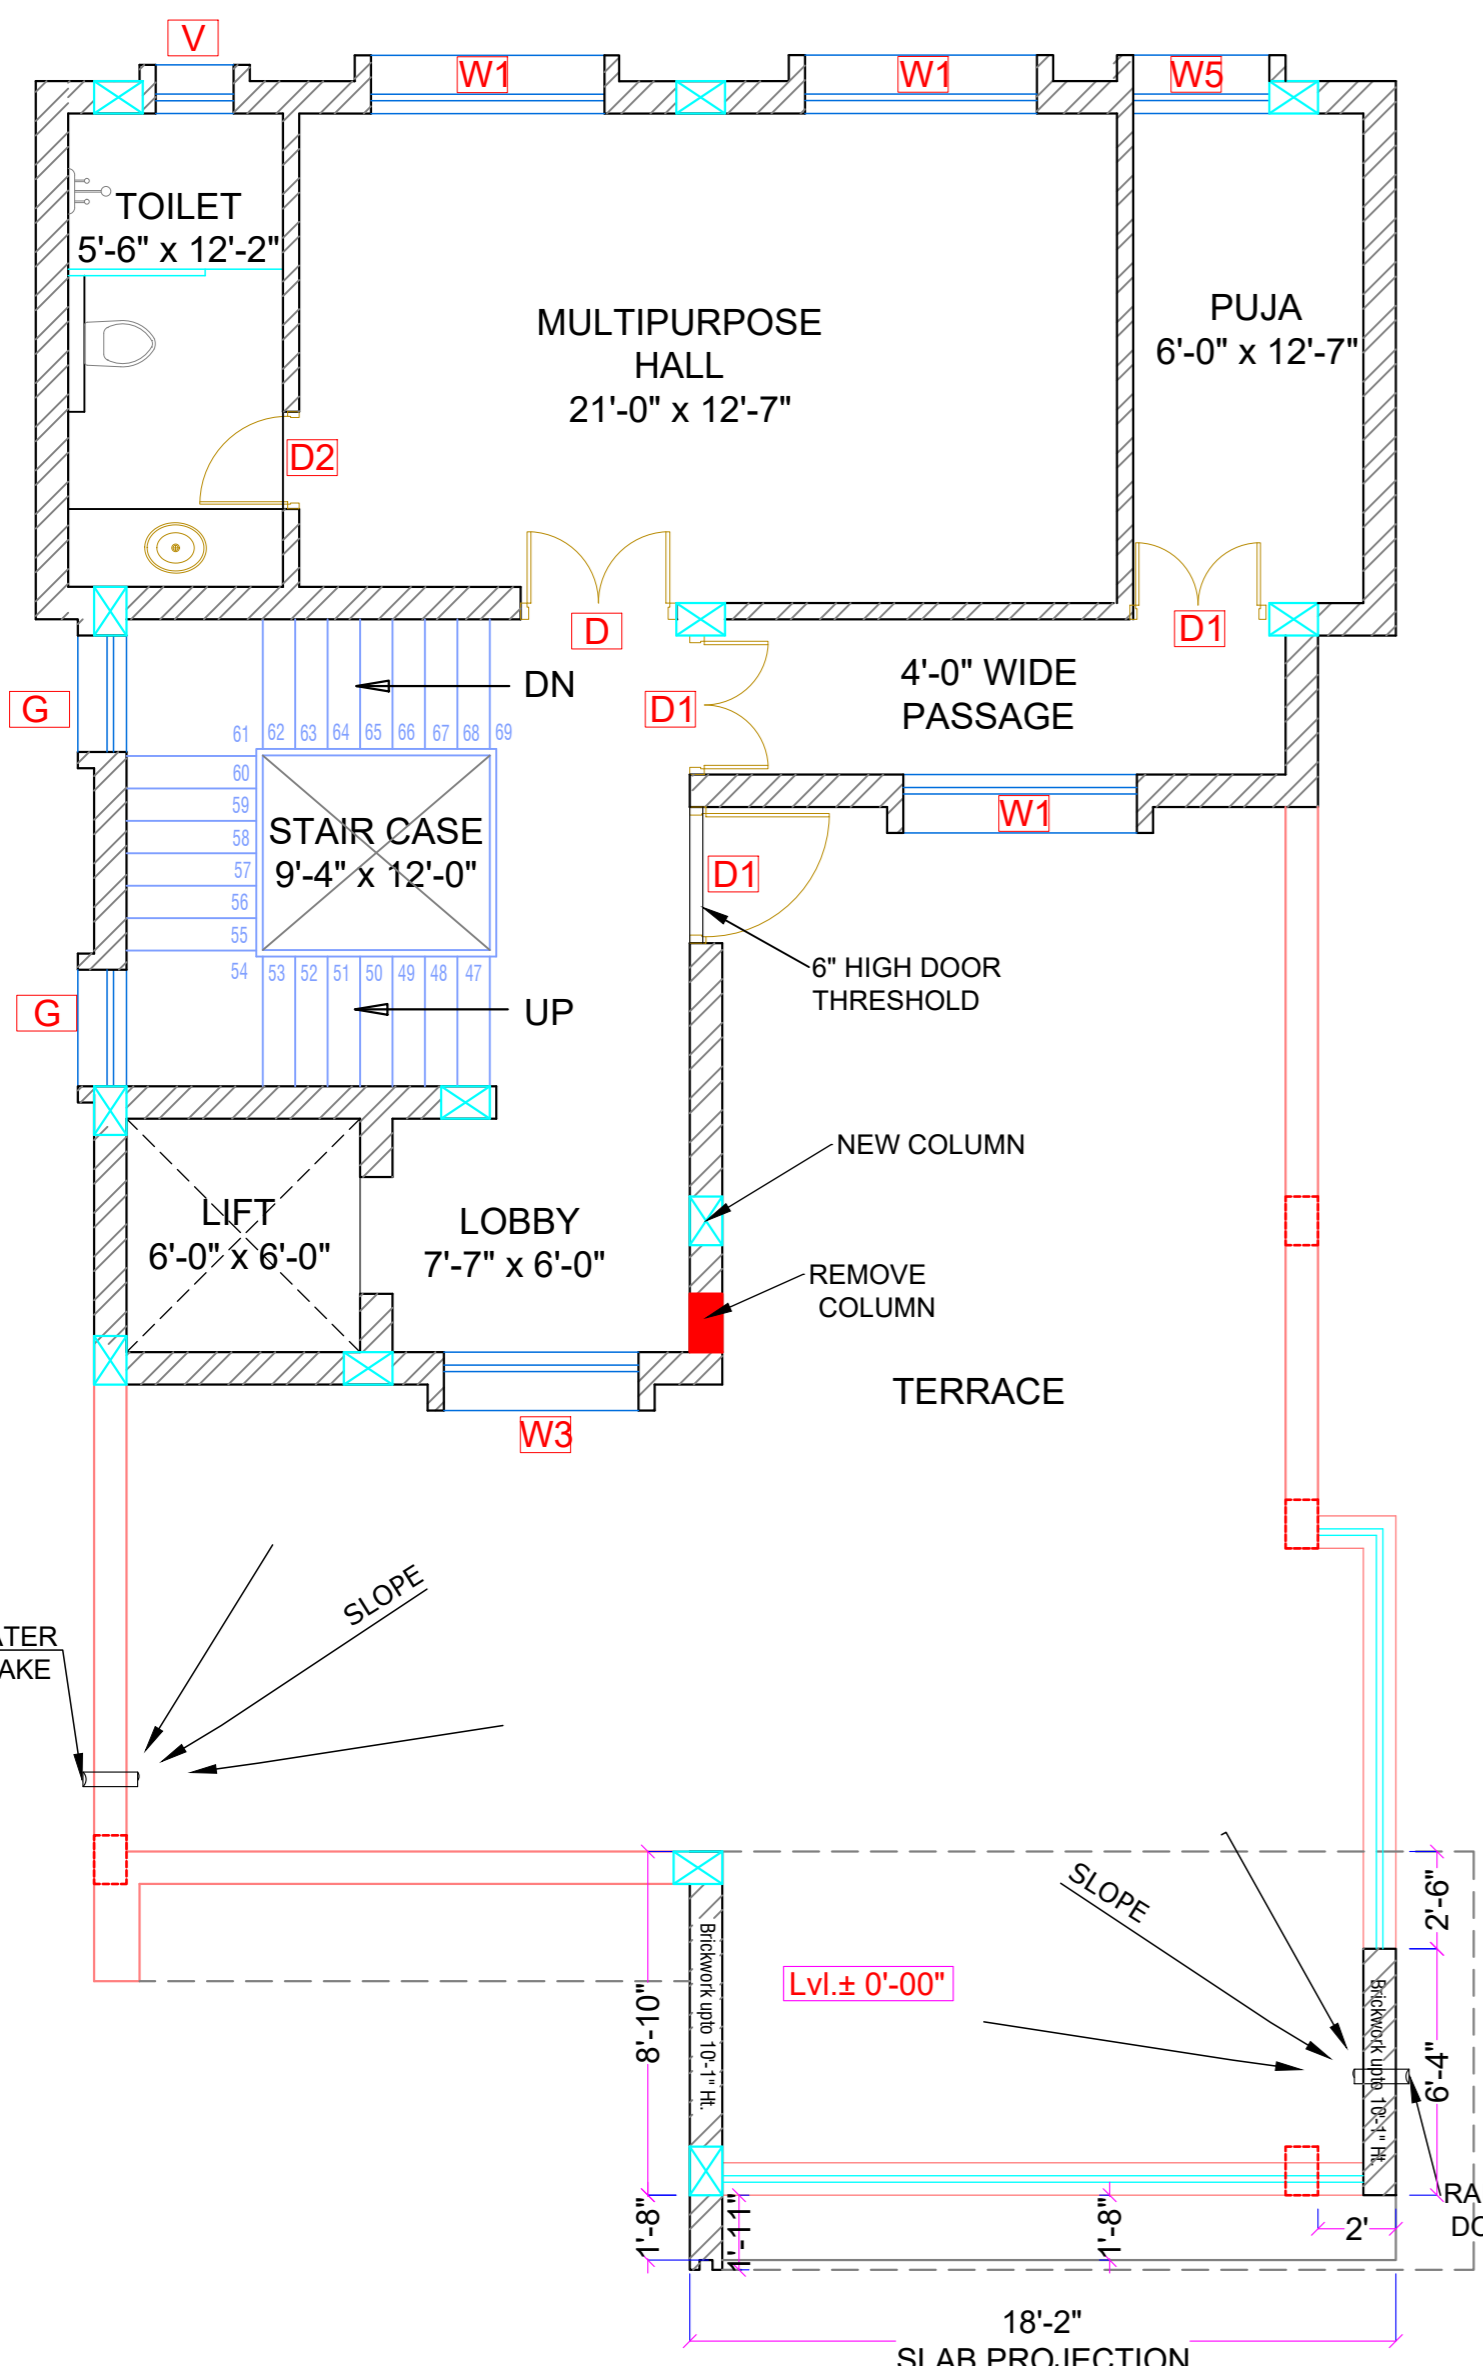 V
W1
W1
W5
TOILET
5'-6" x 12'-2"
MULTIPURPOSE
HALL
21'-0" x 12'-7"
PUJA
6'-0" x 12'-7"
D2
D
D1
DN
G
D1
4'-0" WIDE
PASSAGE
61 62 63 64 65 66 67 68 69
60
59
58
57
56
55
54 53 52 51 50 49 48 47
STAIR CASE
9'-4" x 12'-0"
W1
D1
6" HIGH DOOR
THRESHOLD
G
UP
NEW COLUMN
LIFT
6'-0" x 6'-0"
LOBBY
7'-7" x 6'-0"
REMOVE
COLUMN
TERRACE
W3
SLOPE
ATER
AKE
SLOPE
2'-6"
Brickwork upto 10'-1" Ht.
Lvl.± 0'-00"
8'-10"
Brickwork upto 10'-1" Ht.
6'-4"
1'-8"
1'-11"
1'-8"
2'
RA
DO
18'-2"
SLAB PROJECTION